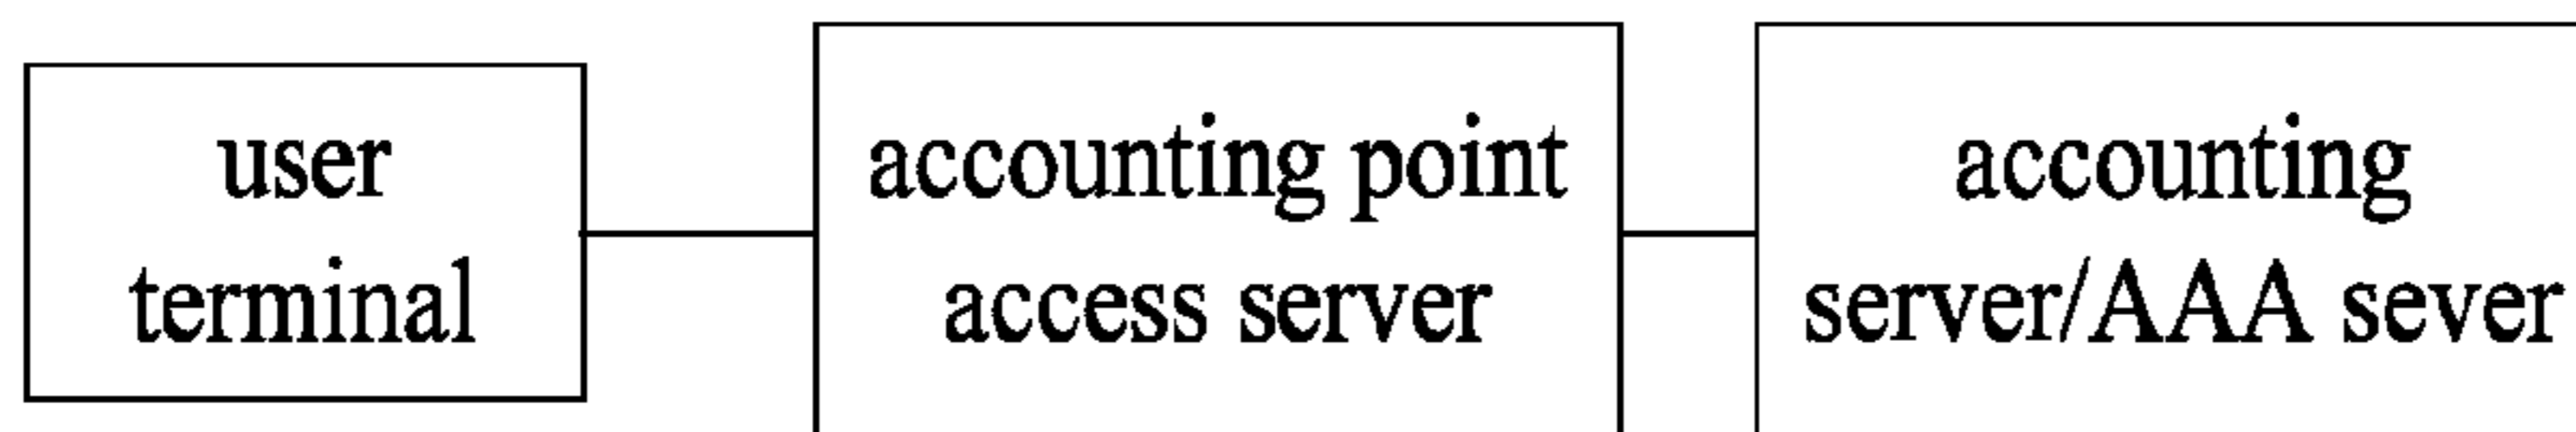 user
terminal
accounting point
access server
accounting
server/AAA sever